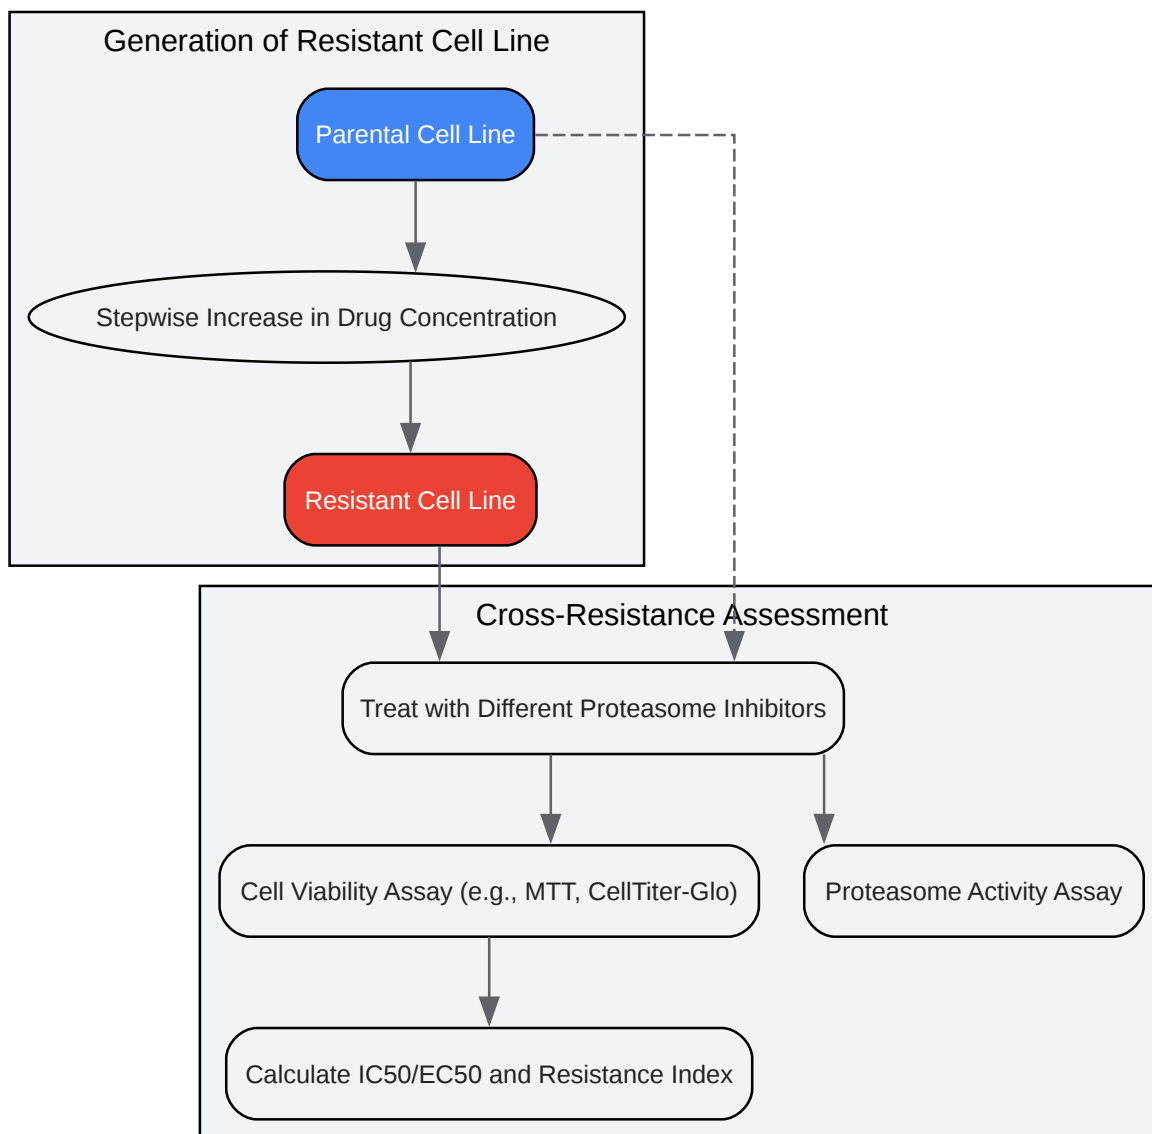 Generation of Resistant Cell Line
Parental Cell Line
Stepwise Increase in Drug Concentration
Resistant Cell Line
Cross-Resistance Assessment
Treat with Different Proteasome Inhibitors
Cell Viability Assay (e.g., MTT, CellTiter-Glo)
Proteasome Activity Assay
Calculate IC50/EC50 and Resistance Index